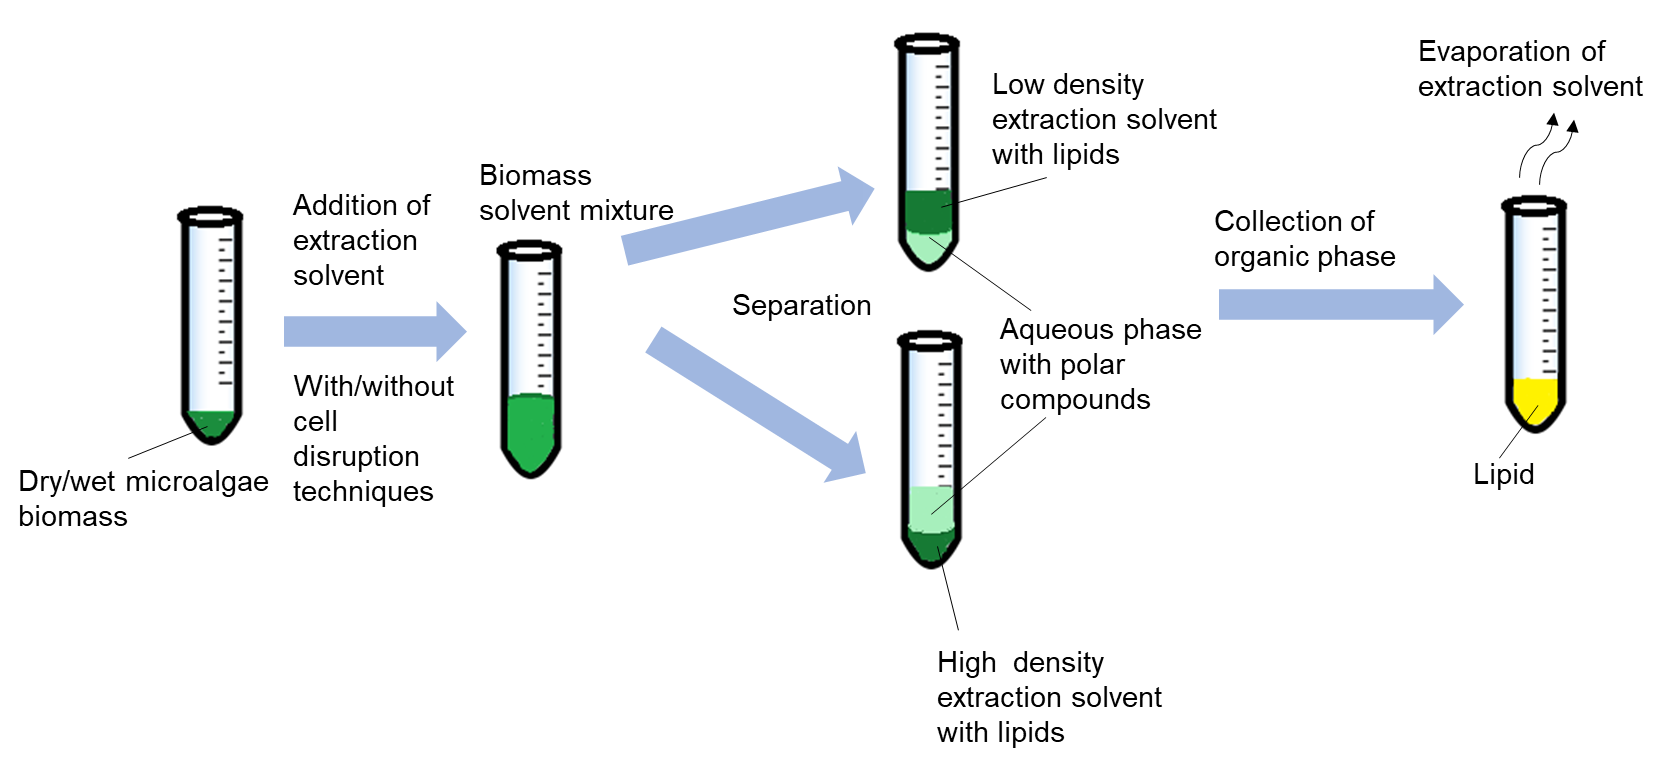 Dry/wet microalgae
biomass
Addition of
extraction
solvent
With/without
cell
disruption
techniques
Biomass
solvent mixture
Separation
Low density
extraction solvent
with lipids
Aqueous phase
with polar
compounds
High  density
extraction solvent
with lipids
Collection of
organic phase
Evaporation of
extraction solvent
Lipid